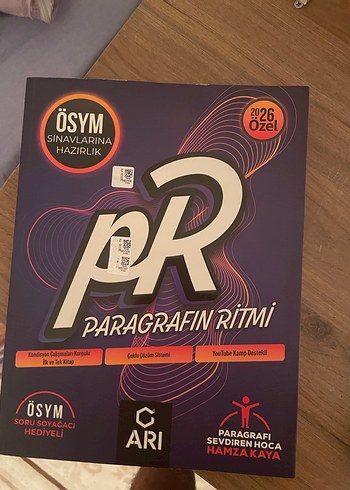 ÖSYM
SINAVLARINA
HAZIRLIK
2026
Özel
PR
PARAGRAFIN RİTMİ
Kondisyon Çalışmaları Kurgulu
İlk ve Tek Kitap
Çoklu Çözüm Sistemi
YouTube Kamp Destekli
ÖSYM
SORU SOYAĞACI
HEDİYELİ
ARI
PARAGRAFI
SEVDİREN HOCA
HAMZA KAYA